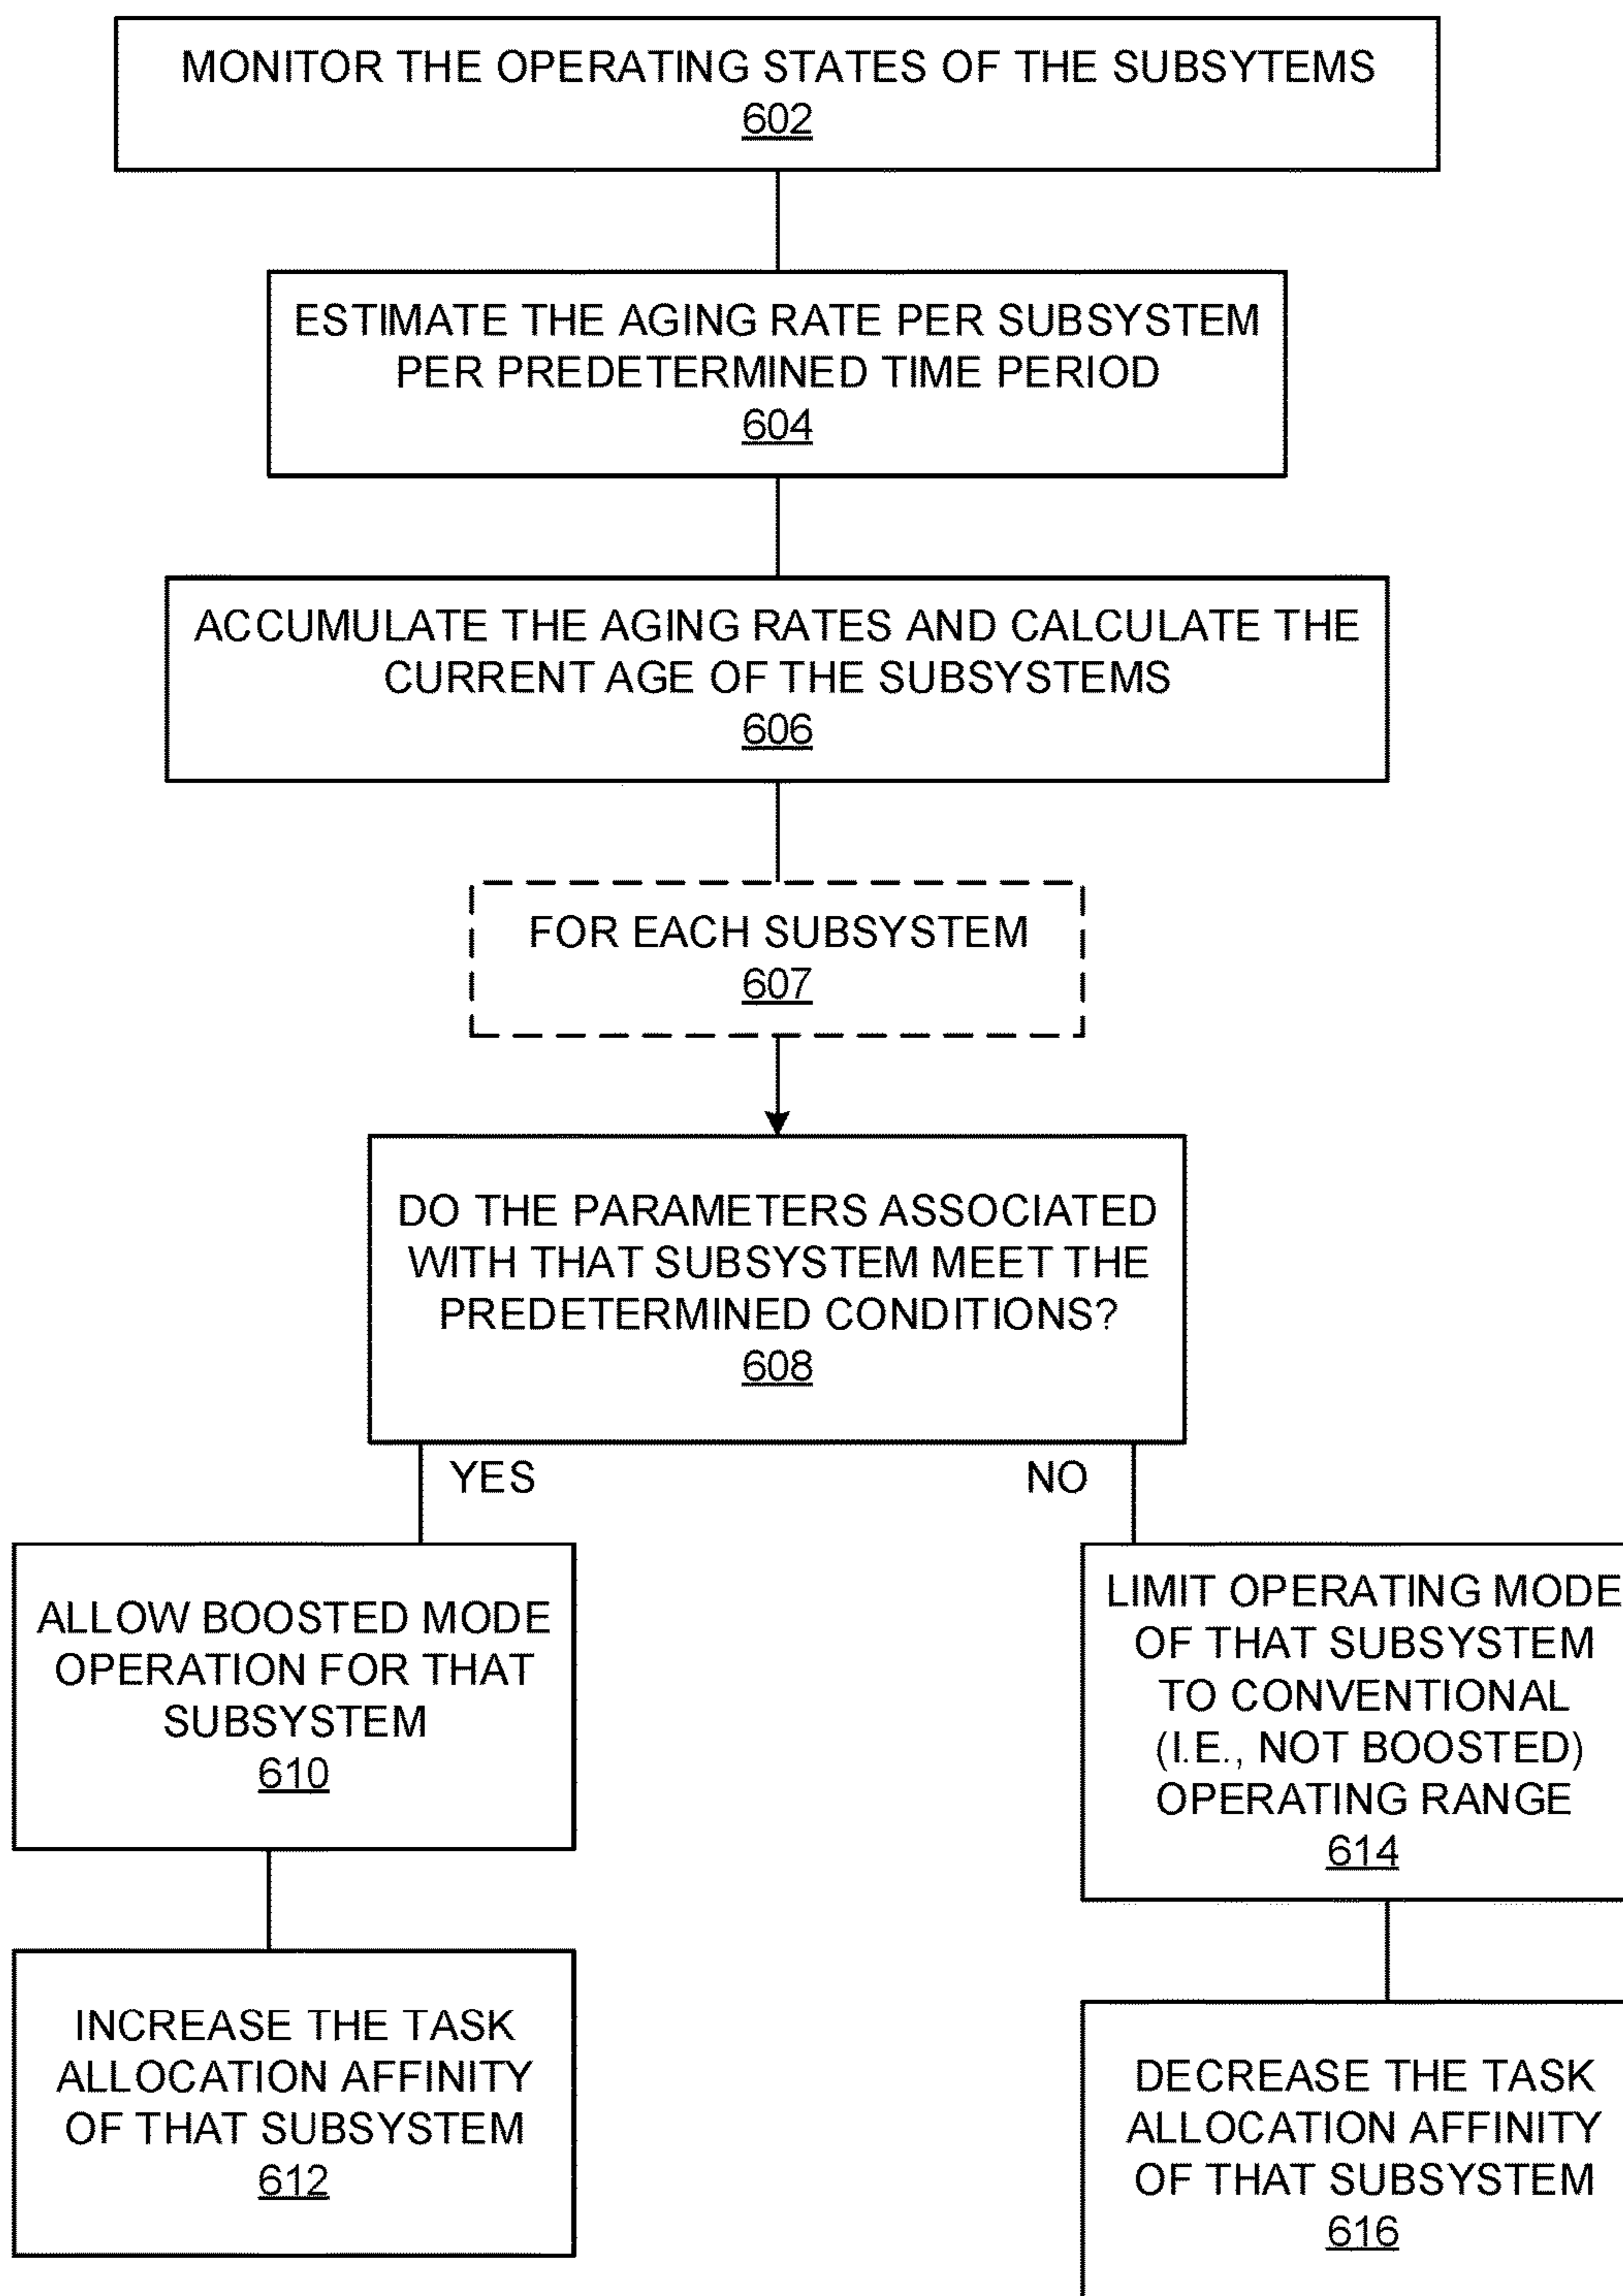 MONITOR THE OPERATING STATES OF THE SUBSYTEMS
602
ESTIMATE THE AGING RATE PER SUBSYSTEM
PER PREDETERMINED TIME PERIOD
604
ACCUMULATE THE AGING RATES AND CALCULATE THE
CURRENT AGE OF THE SUBSYSTEMS
606
FOR EACH SUBSYSTEM
607
DO THE PARAMETERS ASSOCIATED
WITH THAT SUBSYSTEM MEET THE
PREDETERMINED CONDITIONS?
608
YES
NO
ALLOW BOOSTED MODE
OPERATION FOR THAT
SUBSYSTEM
610
LIMIT OPERATING MODE
OF THAT SUBSYSTEM
TO CONVENTIONAL
(I.E., NOT BOOSTED)
OPERATING RANGE
614
INCREASE THE TASK
ALLOCATION AFFINITY
OF THAT SUBSYSTEM
612
DECREASE THE TASK
ALLOCATION AFFINITY
OF THAT SUBSYSTEM
616